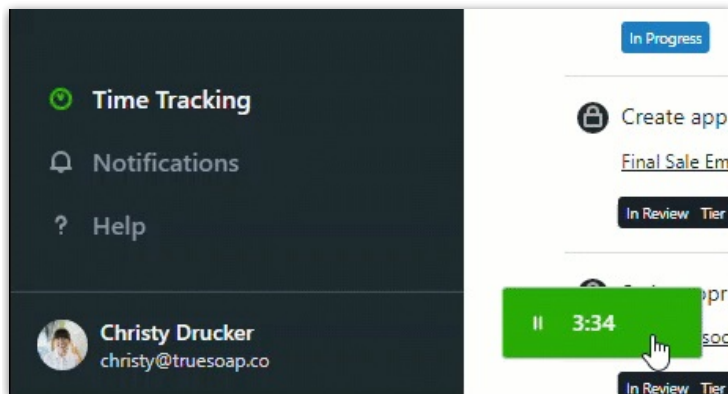 Time Tracking
Notifications
Help
Christy Drucker
christy@truesoap.co
In Progress
Create app
Final Sale Em
In Review Tier
3:34
In Review Tier